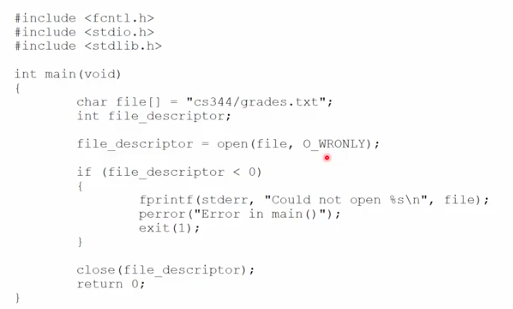 #include <fcntl.h>
#include <stdio.h>
#include <stdlib.h>
int main(void)
{
char file[] = "cs344/grades.txt";
int file_descriptor;
file_descriptor = open(file, O_WRONLY);
if (file_descriptor < 0)
{
fprintf(stderr, "Could not open %s\n", file);
perror("Error in main()");
exit(1);
}
close(file_descriptor);
return 0;
}